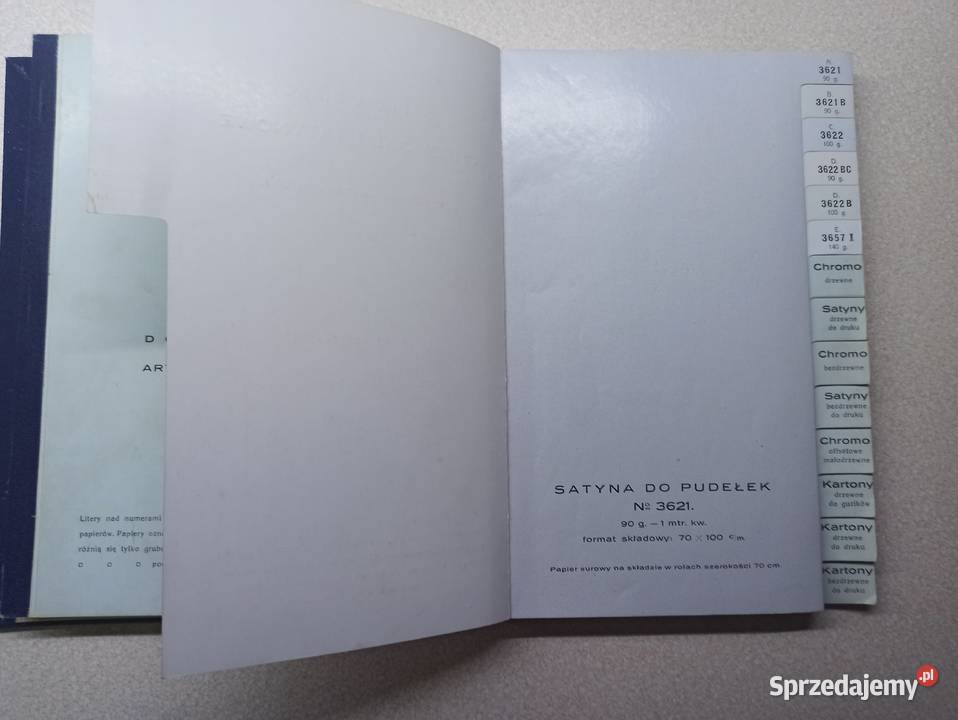 D
AR
Litery nad numerami
papierów. Papiery ozna
różnią się tylko grub
□ □ □ po
SATYNA DO PUDEŁEK
No 3621.
90 g. — 1 mtr. kw.
format składowy: 70 × 100 c/m.
Papier surowy na składzie w rolach szerokości 70 cm.
A.
3621
90 g.
B.
3621 B
90 g.
C.
3622
100 g.
D.
3622 BC
90 g.
D.
3622 B
100 g.
E.
3657 I
140 g.
Chromo
drzewne
Satyny
drzewne
do druku
Chromo
bezdrzewne
Satyny
bezdrzewne
do druku
Chromo
offsetowe
małodrzewne
Kartony
drzewne
do guzików
Kartony
drzewne
do druku
Kartony
bezdrzewne
do druku
Sprzedajemy.pl